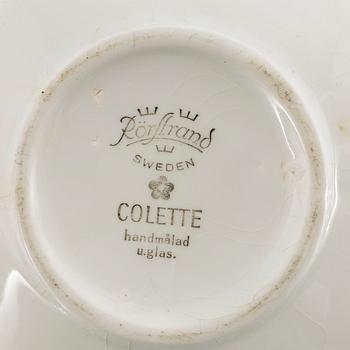 Rörstrand
SWEDEN
COLETTE
handmålad
u.glas.